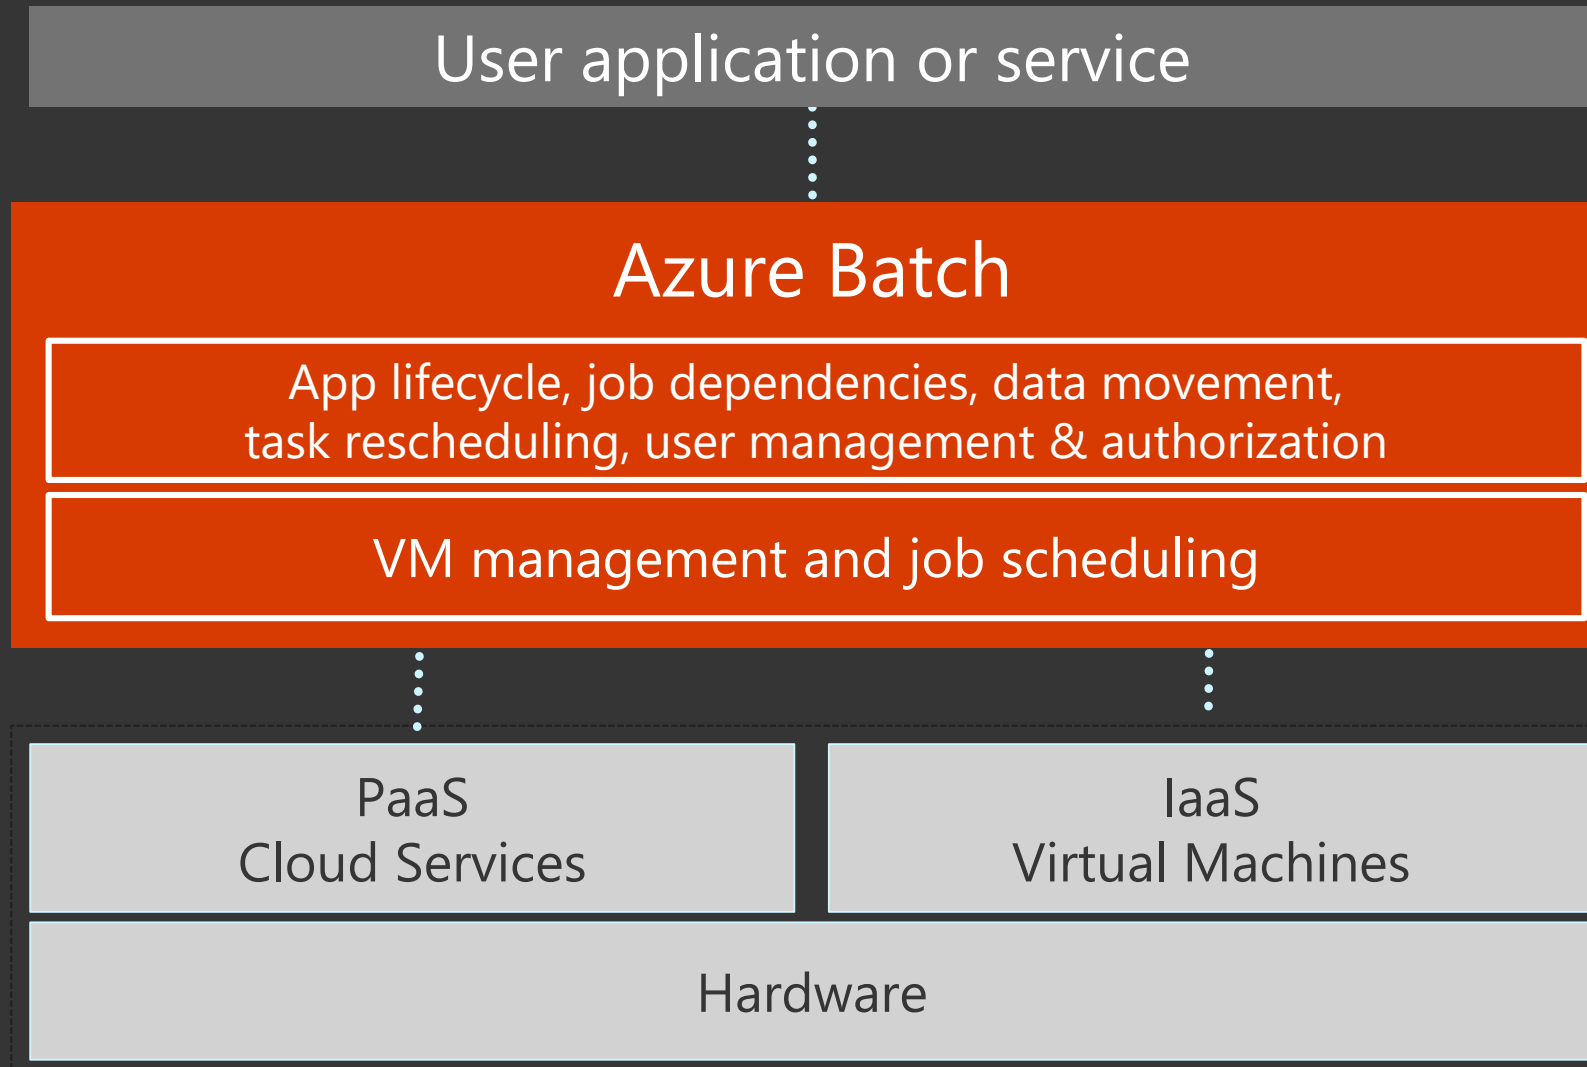 User application or service
Azure Batch
App lifecycle, job dependencies, data movement,
task rescheduling, user management & authorization
VM management and job scheduling
PaaS
Cloud Services
IaaS
Virtual Machines
Hardware